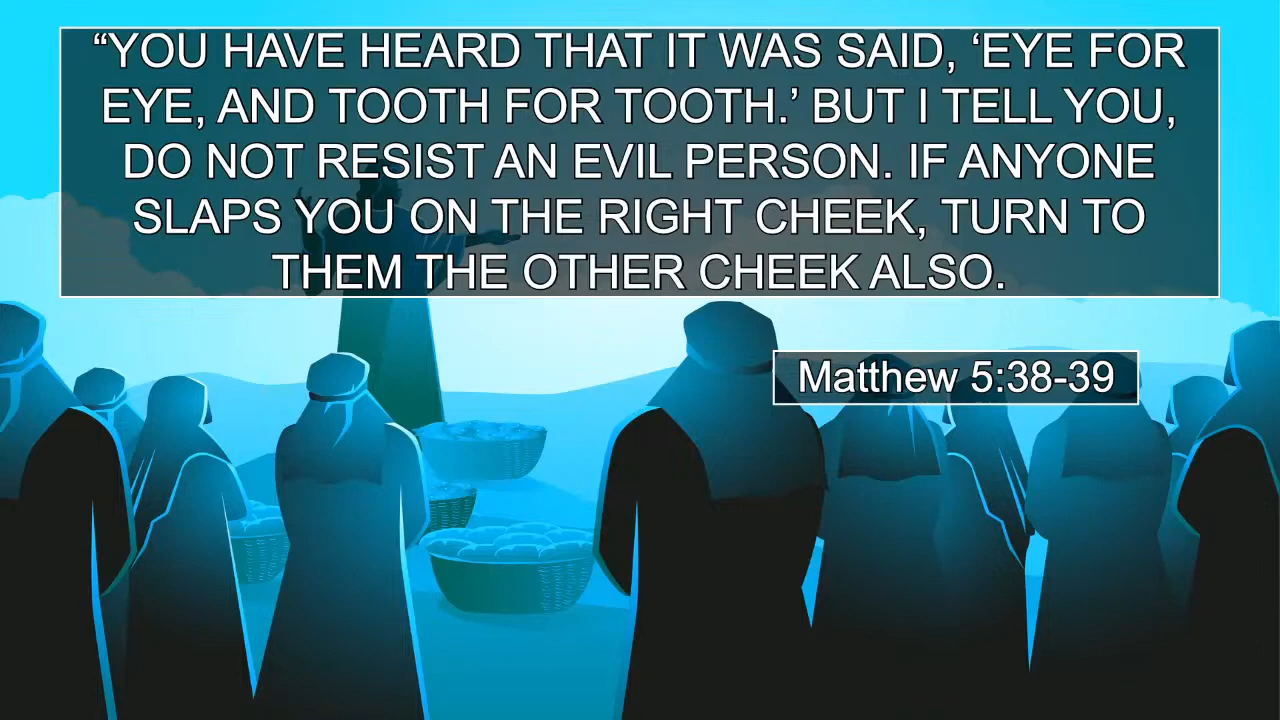 “YOU HAVE HEARD THAT IT WAS SAID, ‘EYE FOR
EYE, AND TOOTH FOR TOOTH.’ BUT I TELL YOU,
DO NOT RESIST AN EVIL PERSON. IF ANYONE
SLAPS YOU ON THE RIGHT CHEEK, TURN TO
THEM THE OTHER CHEEK ALSO.
Matthew 5:38-39